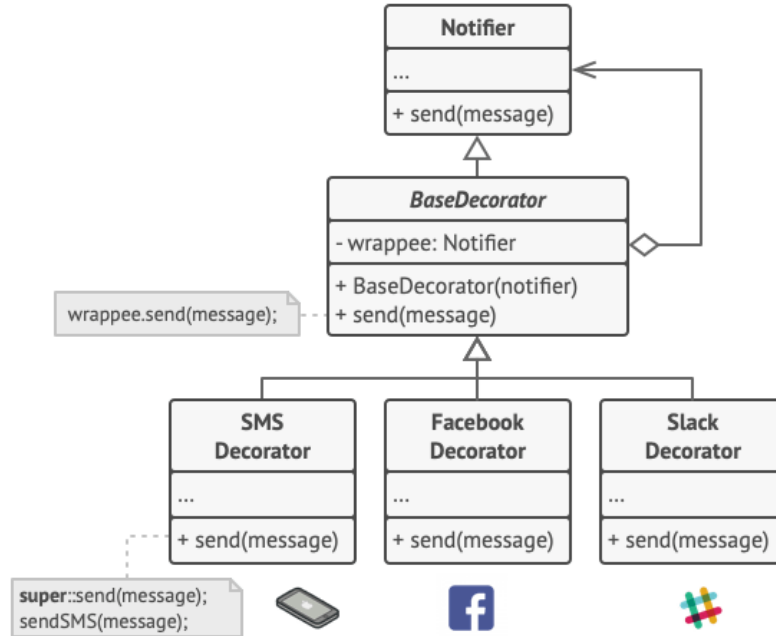 Notifier
...
+ send(message)
BaseDecorator
- wrappee: Notifier
+ BaseDecorator(notifier)
+ send(message)
wrappee.send(message);
SMS
Decorator
...
+ send(message)
Facebook
Decorator
...
+ send(message)
Slack
Decorator
...
+ send(message)
super::send(message);
sendSMS(message);
f